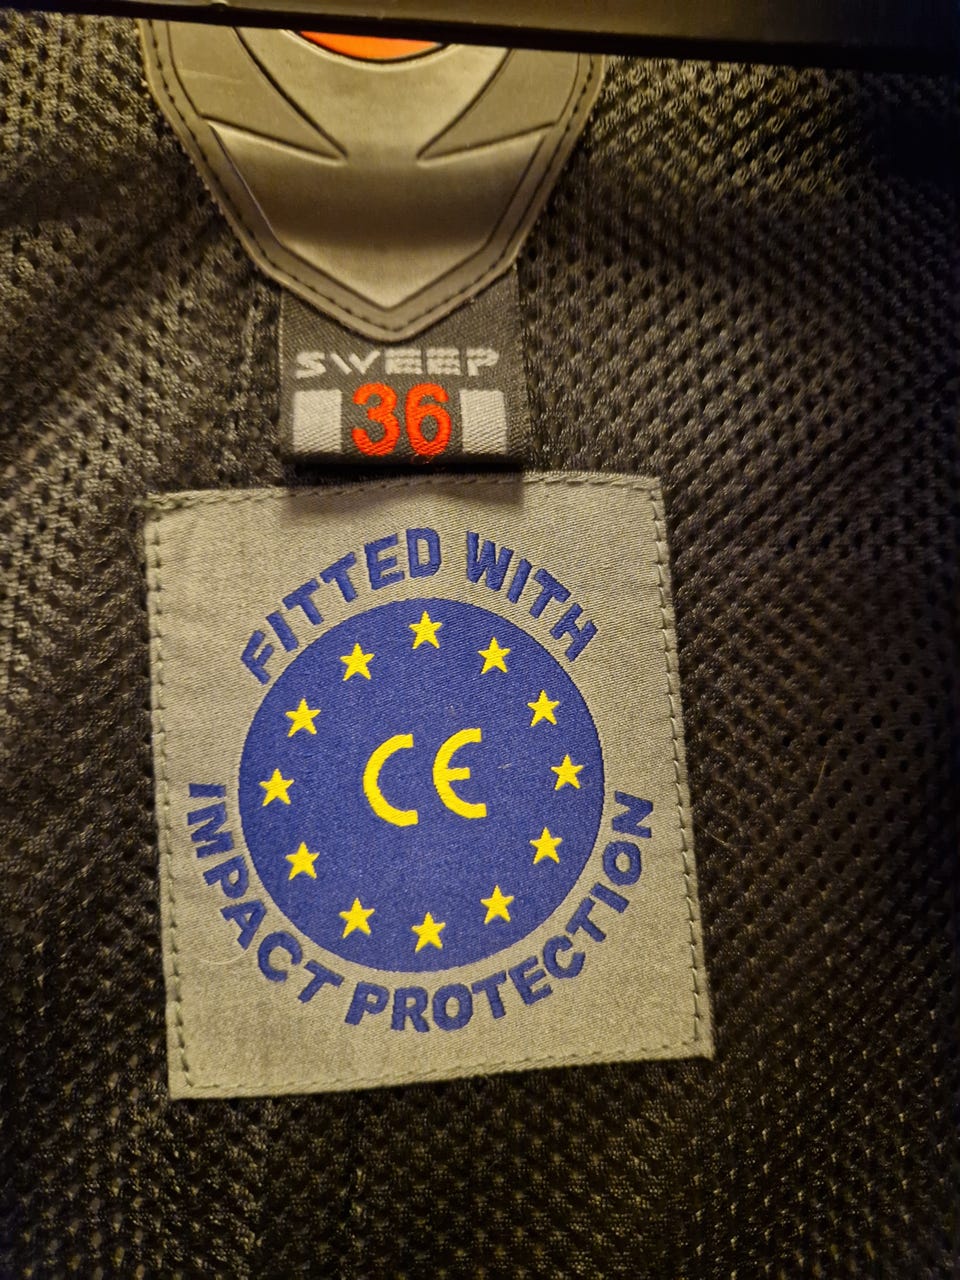 SWEEP
36
FITTED WITH
CE
IMPACT PROTECTION